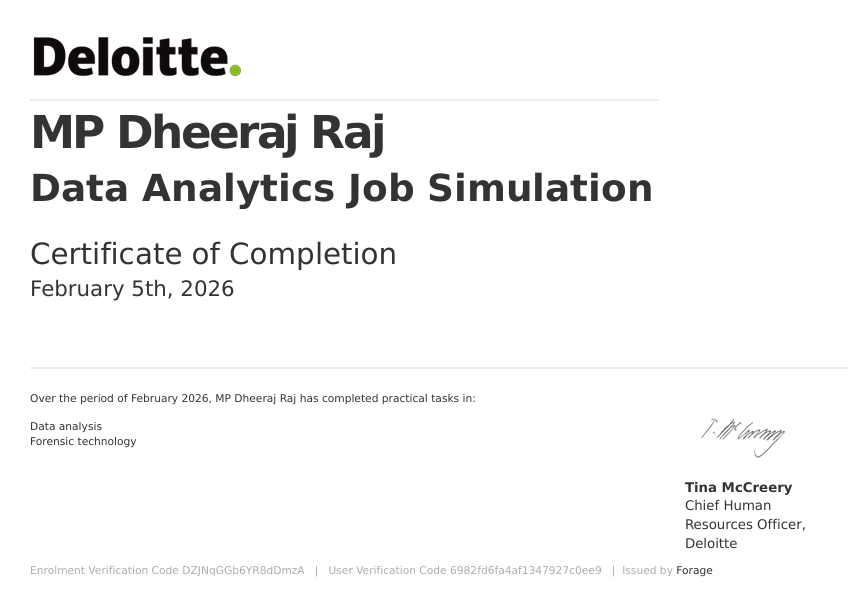 Deloitte.
MP Dheeraj Raj
Data Analytics Job Simulation
Certificate of Completion
February 5th, 2026
Over the period of February 2026, MP Dheeraj Raj has completed practical tasks in:
Data analysis
Forensic technology
T. McCreery
Tina McCreery
Chief Human
Resources Officer,
Deloitte
Enrolment Verification Code DZJNqGGb6YR8dDmzA | User Verification Code 6982fd6fa4af1347927c0ee9 | Issued by Forage